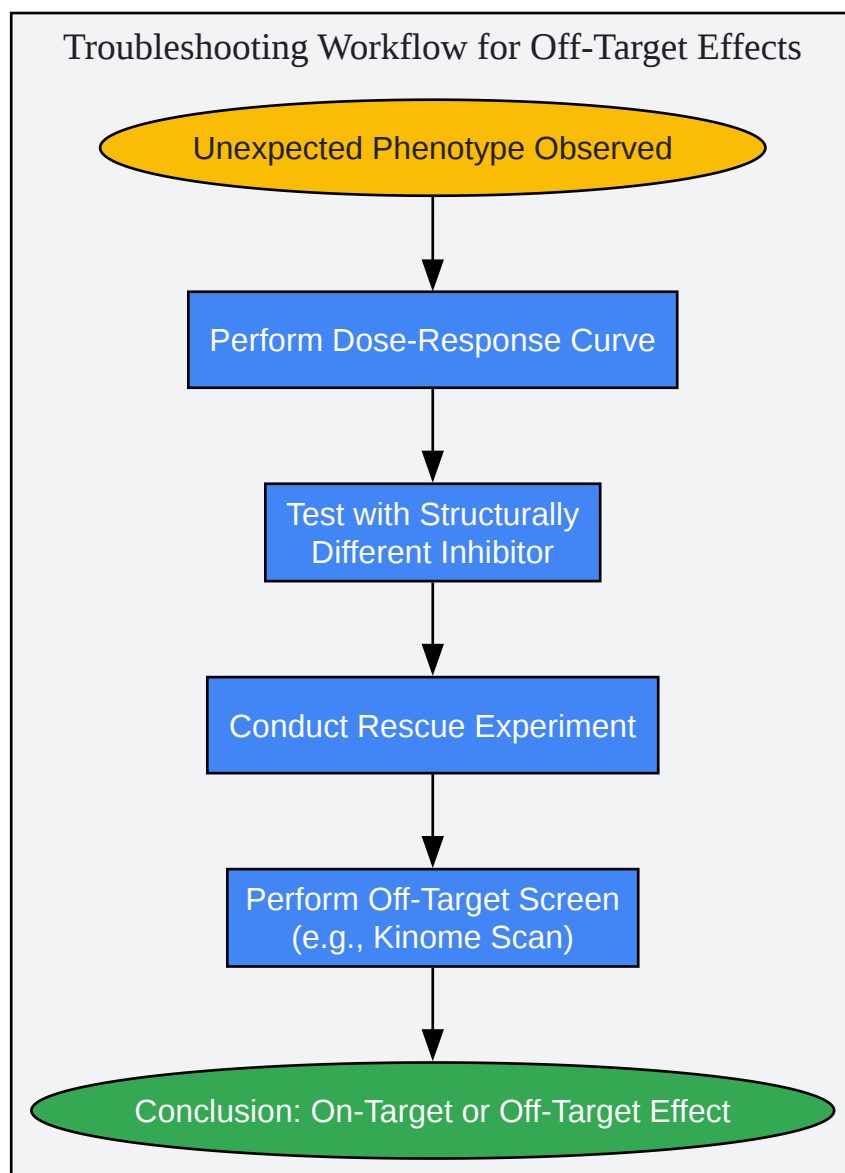 Troubleshooting Workflow for Off-Target Effects
Unexpected Phenotype Observed
Perform Dose-Response Curve
Test with Structurally
Different Inhibitor
Conduct Rescue Experiment
Perform Off-Target Screen
(e.g., Kinome Scan)
Conclusion: On-Target or Off-Target Effect